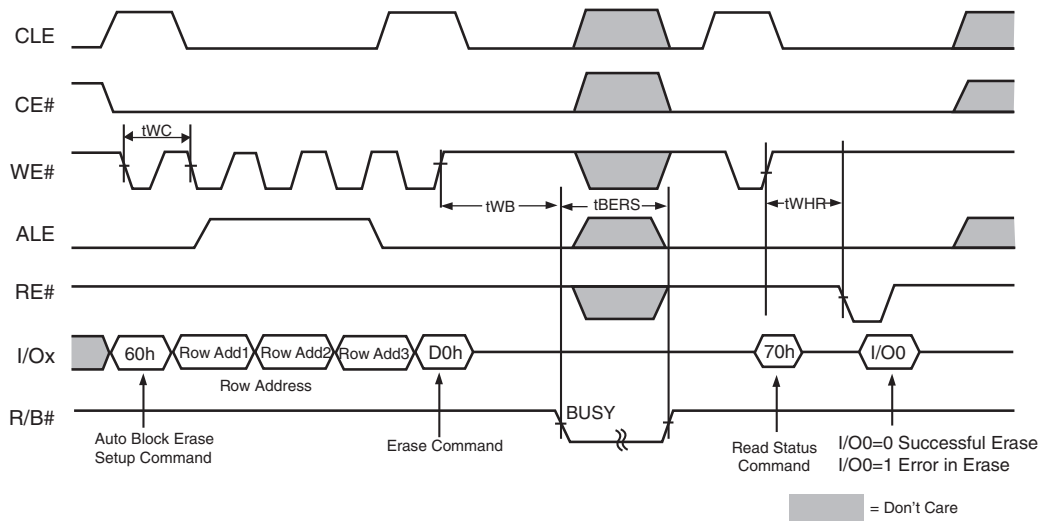 CLE
CE#
tWC
WE#
tWB
tBERS
tWHR
ALE
RE#
I/Ox
60h
Row Add1
Row Add2
Row Add3
D0h
70h
I/O0
Row Address
R/B#
BUSY
Auto Block Erase
Setup Command
Erase Command
Read Status
Command
I/O0=0 Successful Erase
I/O0=1 Error in Erase
= Don't Care